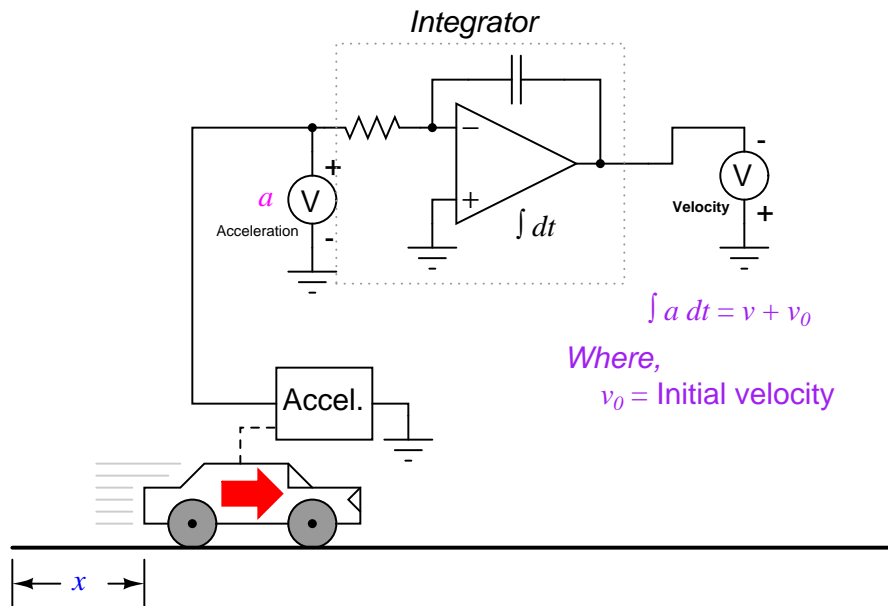 Integrator
a
+
V
-
Acceleration
−
+
∫ dt
-
V
+
Velocity
∫ a dt = v + v₀
Where,
v₀ = Initial velocity
Accel.
x